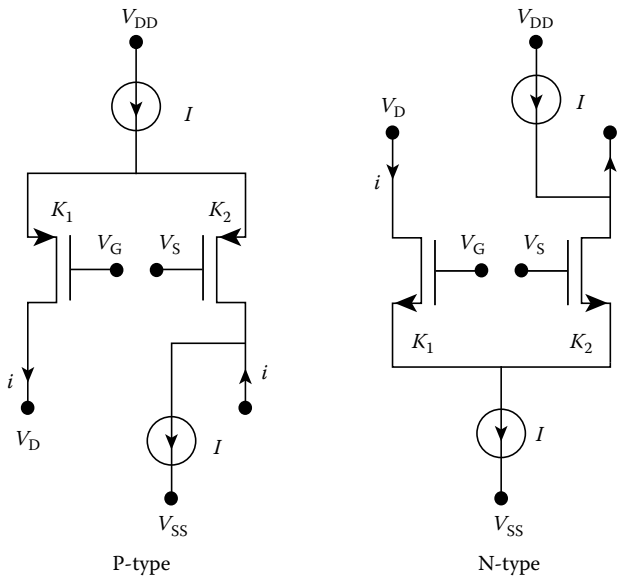 V_DD
I
K_1
K_2
V_G
V_S
i
i
V_D
I
V_SS
P-type
V_DD
I
V_D
i
V_G
V_S
K_1
K_2
I
V_SS
N-type